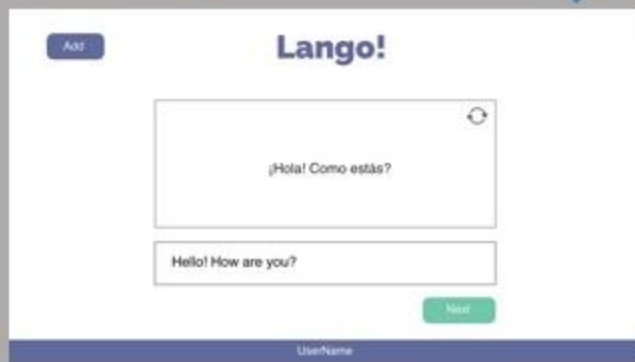 Add
Lango!
¡Hola! Como estás?
Hello! How are you?
Next
UserName